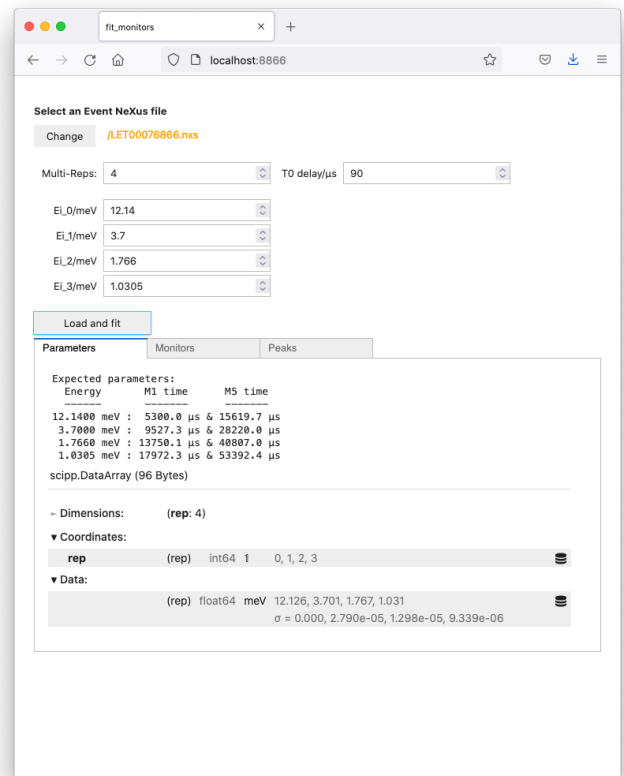 fit_monitors
localhost:8866
Select an Event NeXus file
Change /LET00076866.nxs
Multi-Reps: 4 T0 delay/µs 90
Ei_0/meV 12.14
Ei_1/meV 3.7
Ei_2/meV 1.766
Ei_3/meV 1.0305
Load and fit
Parameters Monitors Peaks
Expected parameters:
Energy M1 time M5 time
12.1400 meV : 5300.0 µs & 15619.7 µs
3.7000 meV : 9527.3 µs & 28220.0 µs
1.7660 meV : 13750.1 µs & 40807.0 µs
1.0305 meV : 17972.3 µs & 53392.4 µs
scipp.DataArray (96 Bytes)
Dimensions: (rep: 4)
Coordinates:
rep (rep) int64 1 0, 1, 2, 3
Data:
(rep) float64 meV 12.126, 3.701, 1.767, 1.031
σ = 0.000, 2.790e-05, 1.298e-05, 9.339e-06